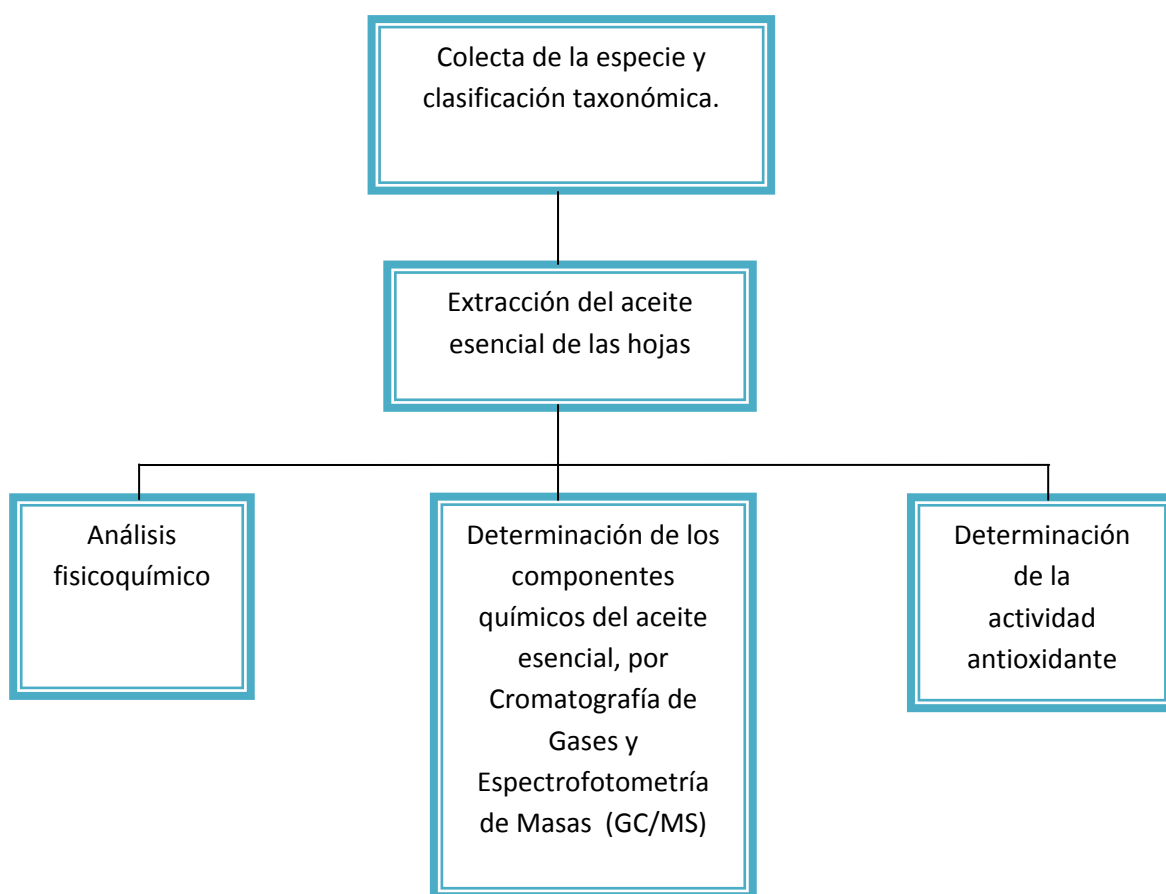 Colecta de la especie y
clasificación taxonómica.
Extracción del aceite
esencial de las hojas
Análisis
fisicoquímico
Determinación de los
componentes
químicos del aceite
esencial, por
Cromatografía de
Gases y
Espectrofotometría
de Masas (GC/MS)
Determinación
de la
actividad
antioxidante